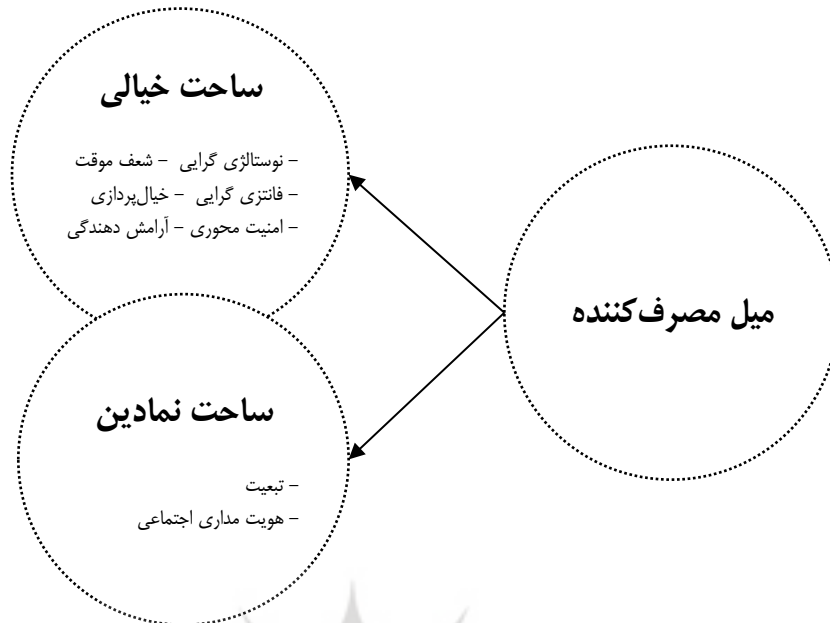 ساحت خیالی
- نوستالژی گرایی - شعف موقت
- فانتزی گرایی - خیال‌پردازی
- امنیت محوری - آرامش دهندگی
میل مصرف‌کننده
ساحت نمادین
- تبعیت
- هویت مداری اجتماعی